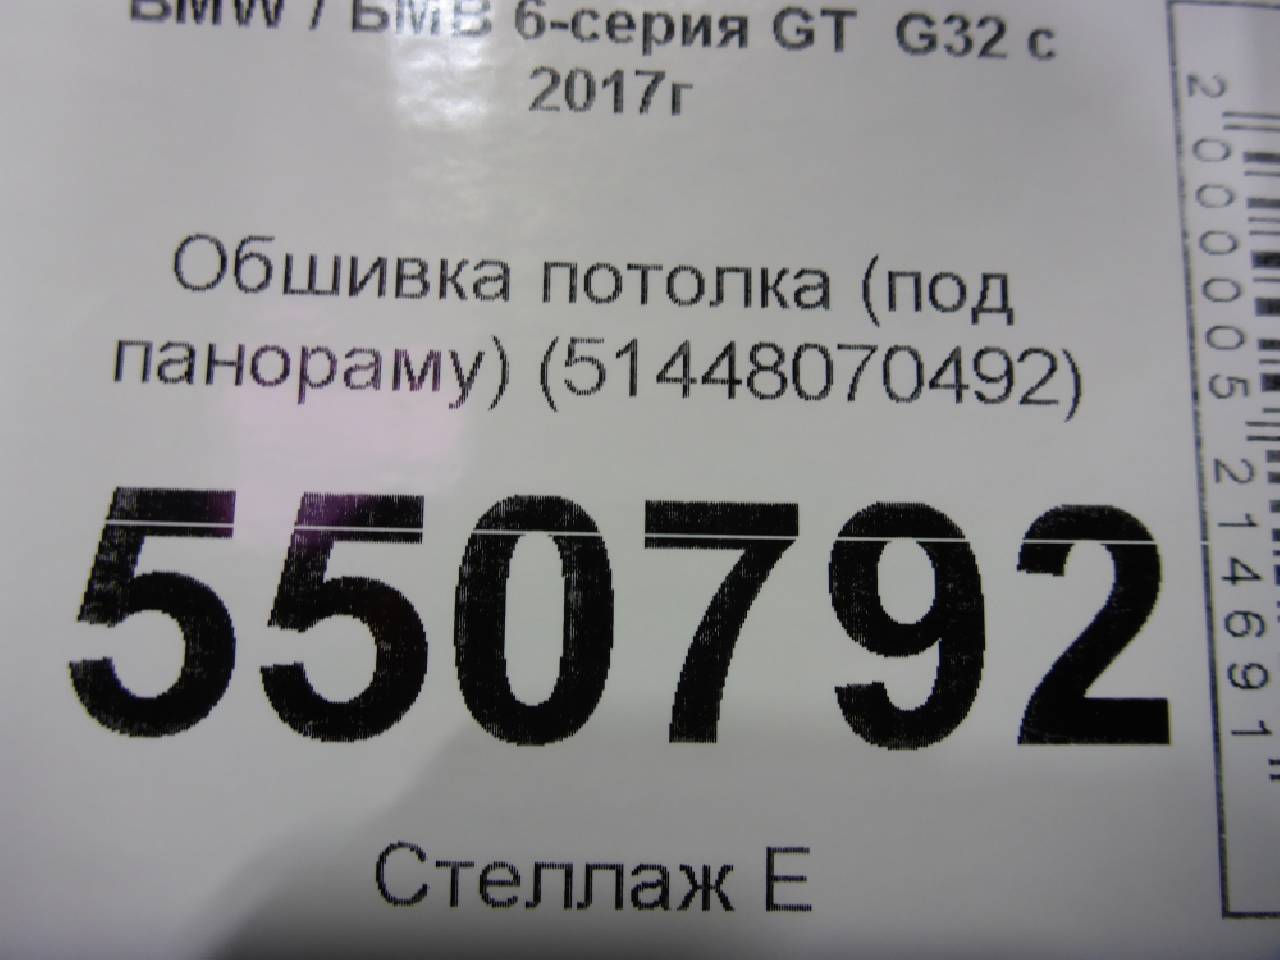 BMW / БМВ 6-серия GT G32 с
2017г
Обшивка потолка (под
панораму) (51448070492)
550792
Стеллаж Е
2000005214691